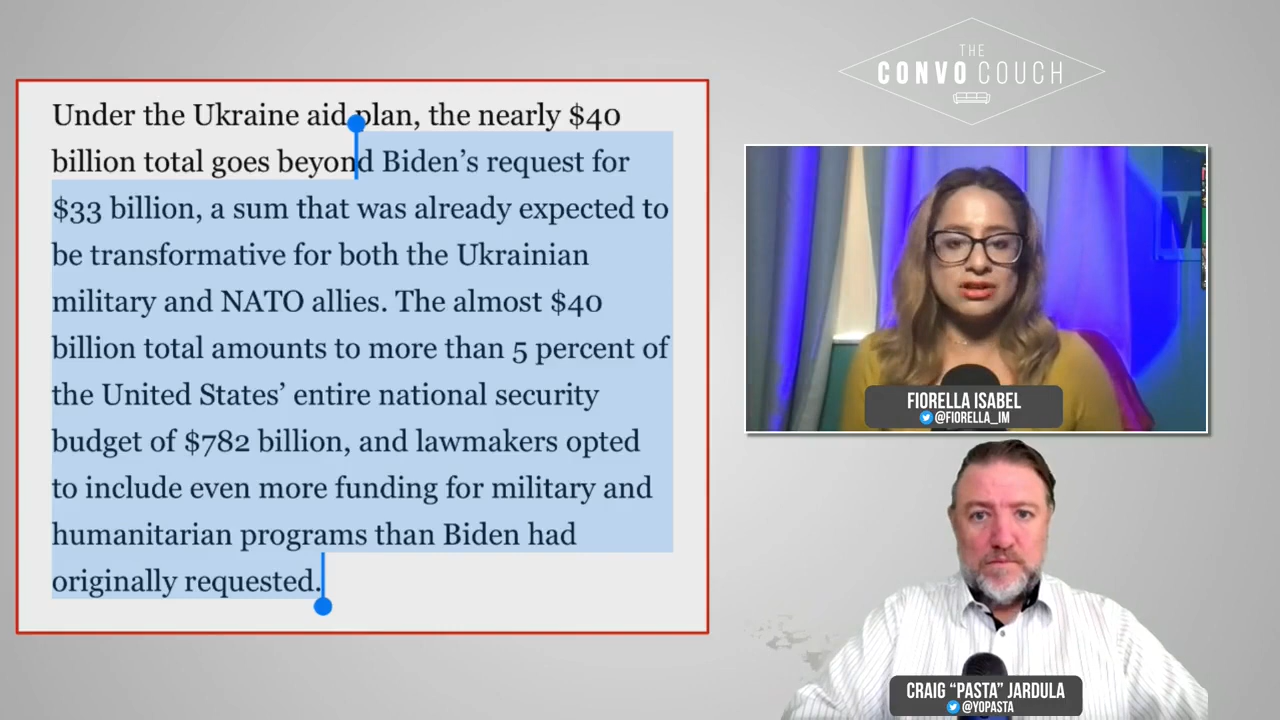 Under the Ukraine aid plan, the nearly $40
billion total goes beyond Biden’s request for
$33 billion, a sum that was already expected to
be transformative for both the Ukrainian
military and NATO allies. The almost $40
billion total amounts to more than 5 percent of
the United States’ entire national security
budget of $782 billion, and lawmakers opted
to include even more funding for military and
humanitarian programs than Biden had
originally requested.
THE
CONVO COUCH
M
FIORELLA ISABEL
@FIORELLA_IM
CRAIG “PASTA” JARDULA
@YOPASTA